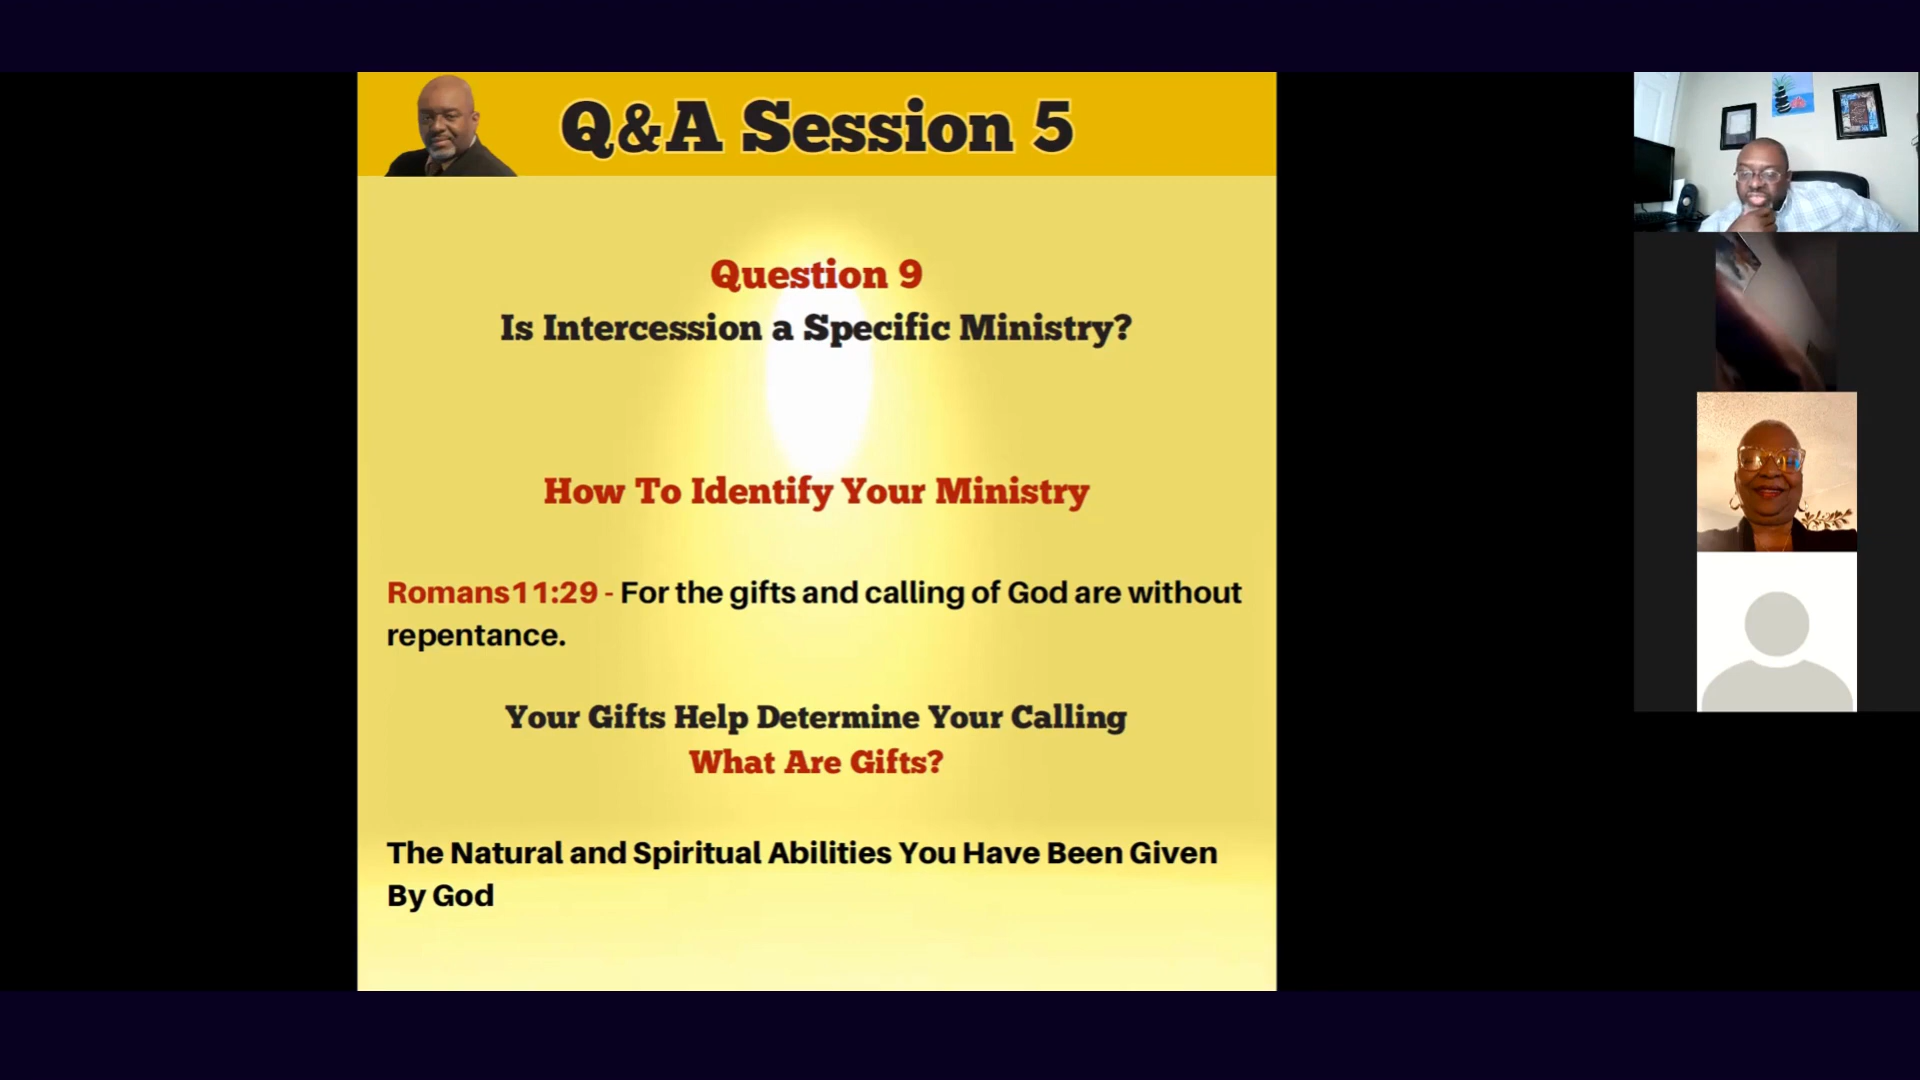 Q&A Session 5
Question 9
Is Intercession a Specific Ministry?
How To Identify Your Ministry
Romans11:29 - For the gifts and calling of God are without
repentance.
Your Gifts Help Determine Your Calling
What Are Gifts?
The Natural and Spiritual Abilities You Have Been Given
By God